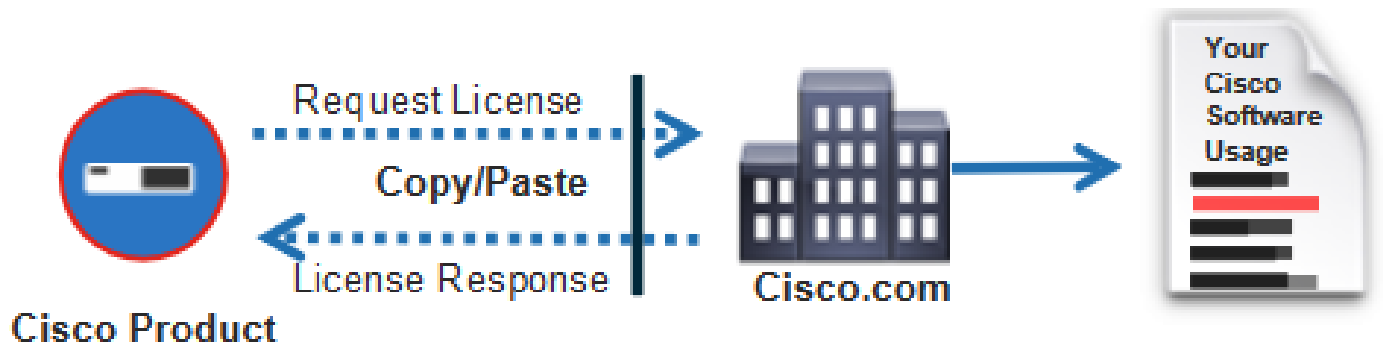 Request License
Copy/Paste
License Response
Cisco Product
Cisco.com
Your
Cisco
Software
Usage